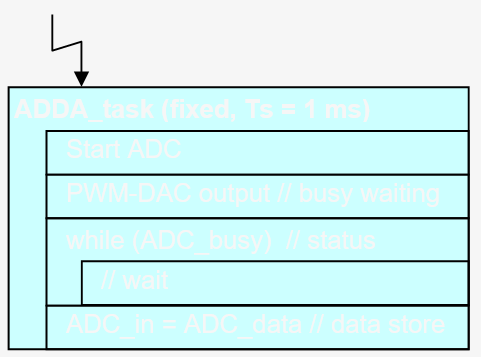 ADDA_task (fixed, Ts = 1 ms)
Start ADC
PWM-DAC output // busy waiting
while (ADC_busy) // status
// wait
ADC_in = ADC_data // data store